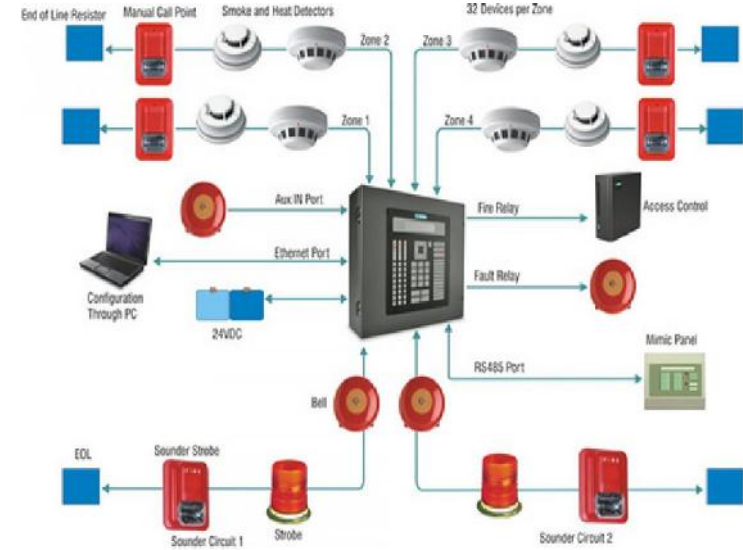 End of Line Resistor
Manual Call Point
Smoke and Heat Detectors
32 Devices per Zone
Zone 2
Zone 3
Zone 1
Zone 4
Aux IN Port
Fire Relay
Access Control
Ethernet Port
Fault Relay
Configuration
Through PC
24VDC
Mimic Panel
RS485 Port
Bell
EOL
Sounder Strobe
Strobe
Sounder Circuit 1
Sounder Circuit 2